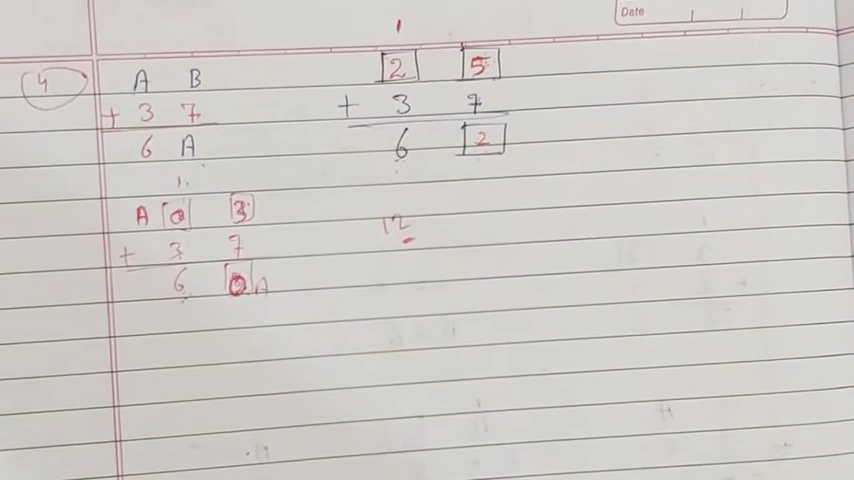 Date
4
A B
+ 3 7
6 A
1
2 5
+ 3 7
6 2
1
A 0 3
+ 3 7
6 0 A
12